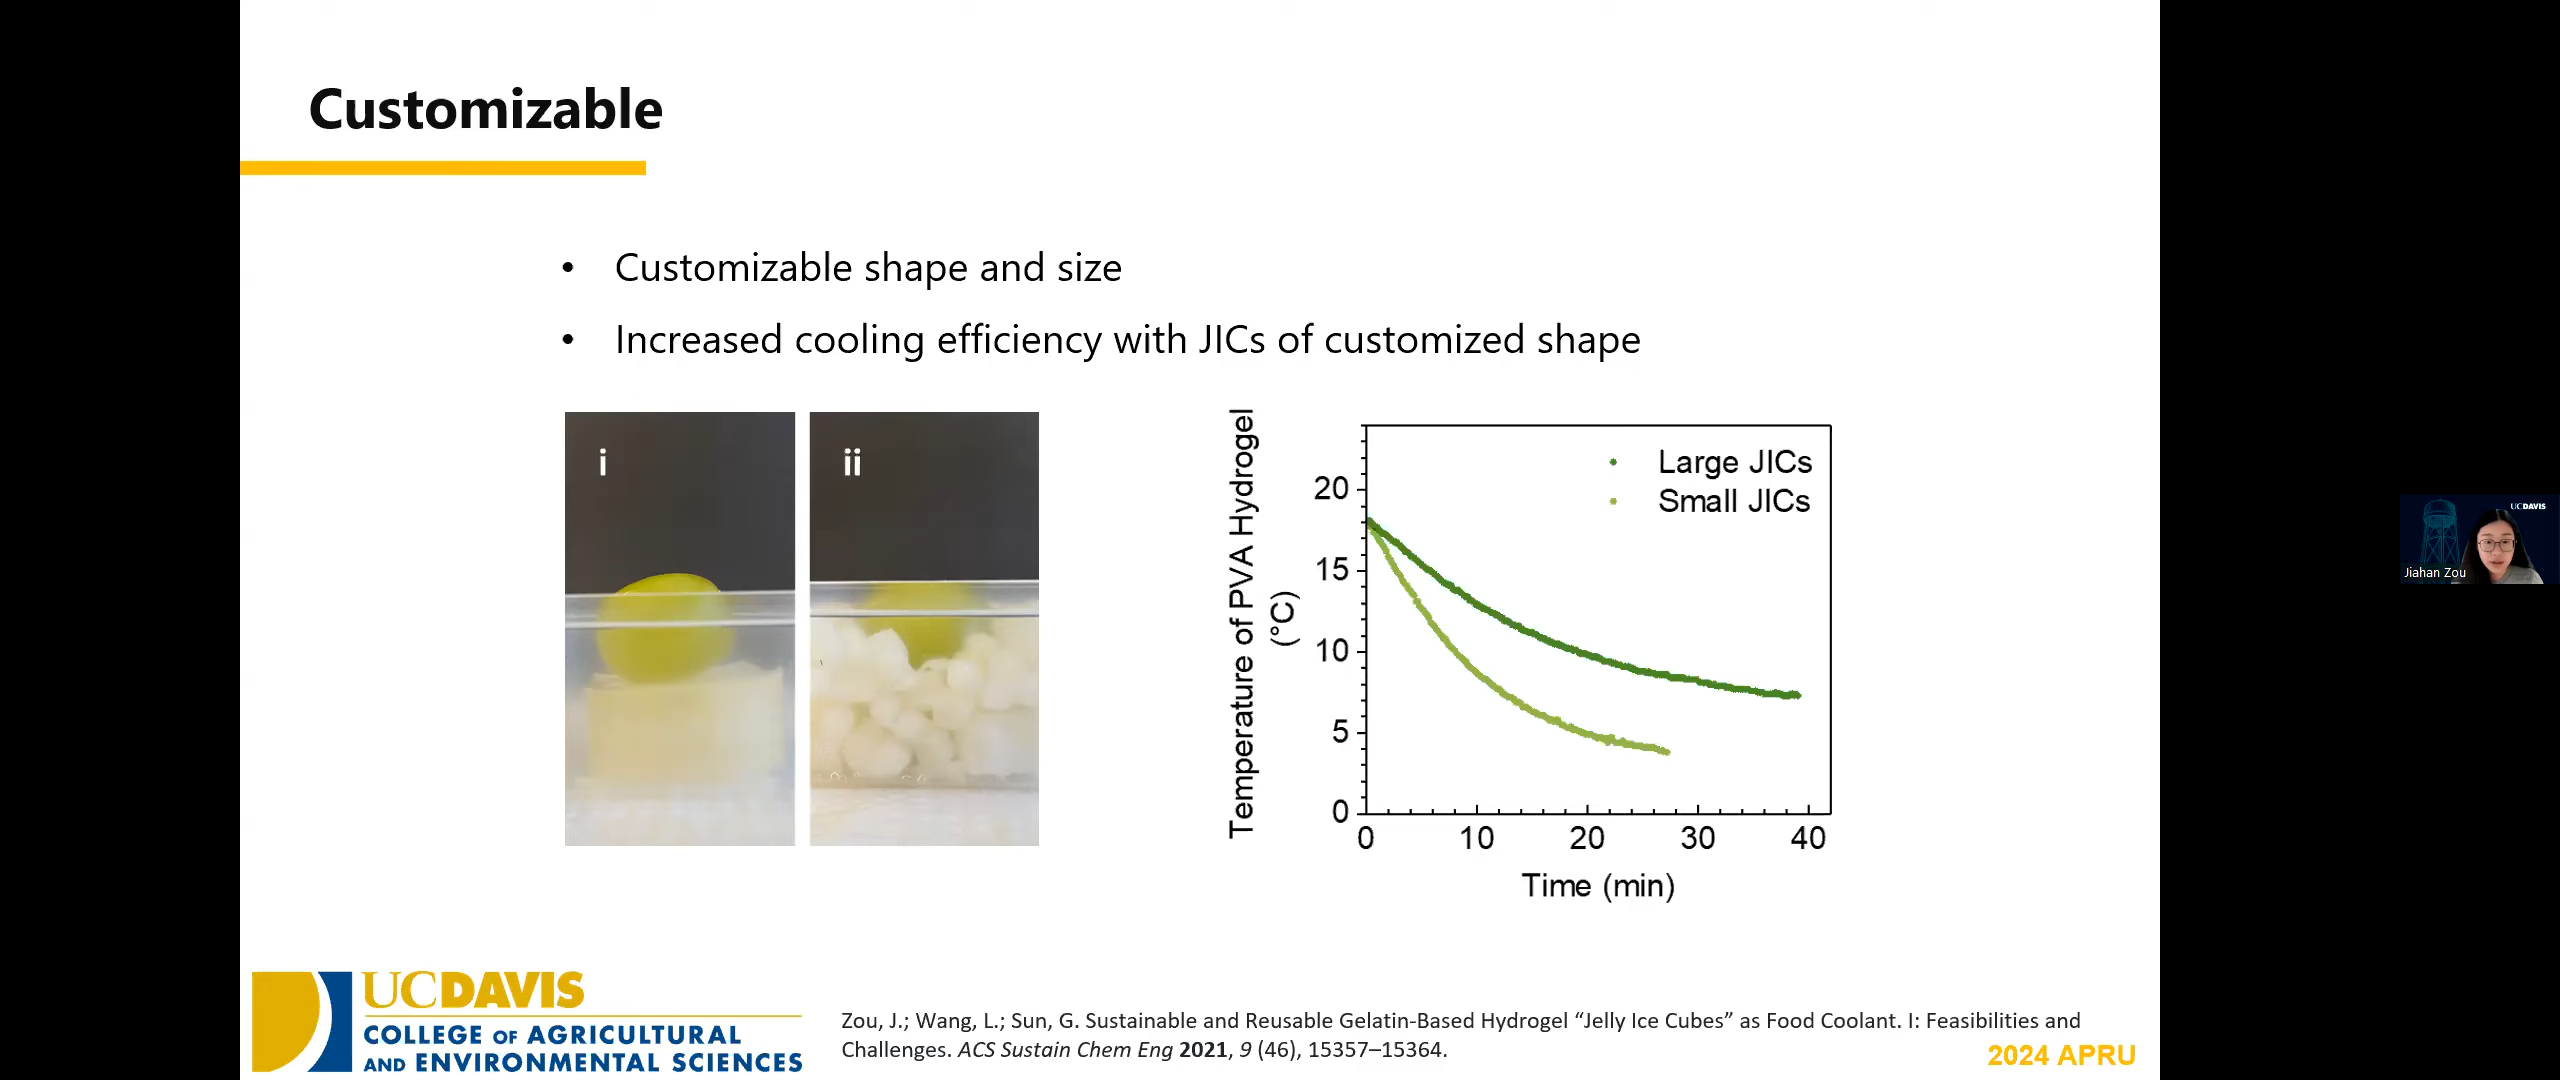 Customizable
• Customizable shape and size
• Increased cooling efficiency with JICs of customized shape
i
ii
Temperature of PVA Hydrogel
(°C)
20
15
10
5
0
Large JICs
Small JICs
0 10 20 30 40
Time (min)
UCDAVIS
Jiahan Zou
UCDAVIS
COLLEGE OF AGRICULTURAL
AND ENVIRONMENTAL SCIENCES
Zou, J.; Wang, L.; Sun, G. Sustainable and Reusable Gelatin-Based Hydrogel “Jelly Ice Cubes” as Food Coolant. I: Feasibilities and
Challenges. ACS Sustain Chem Eng 2021, 9 (46), 15357–15364.
2024 APRU